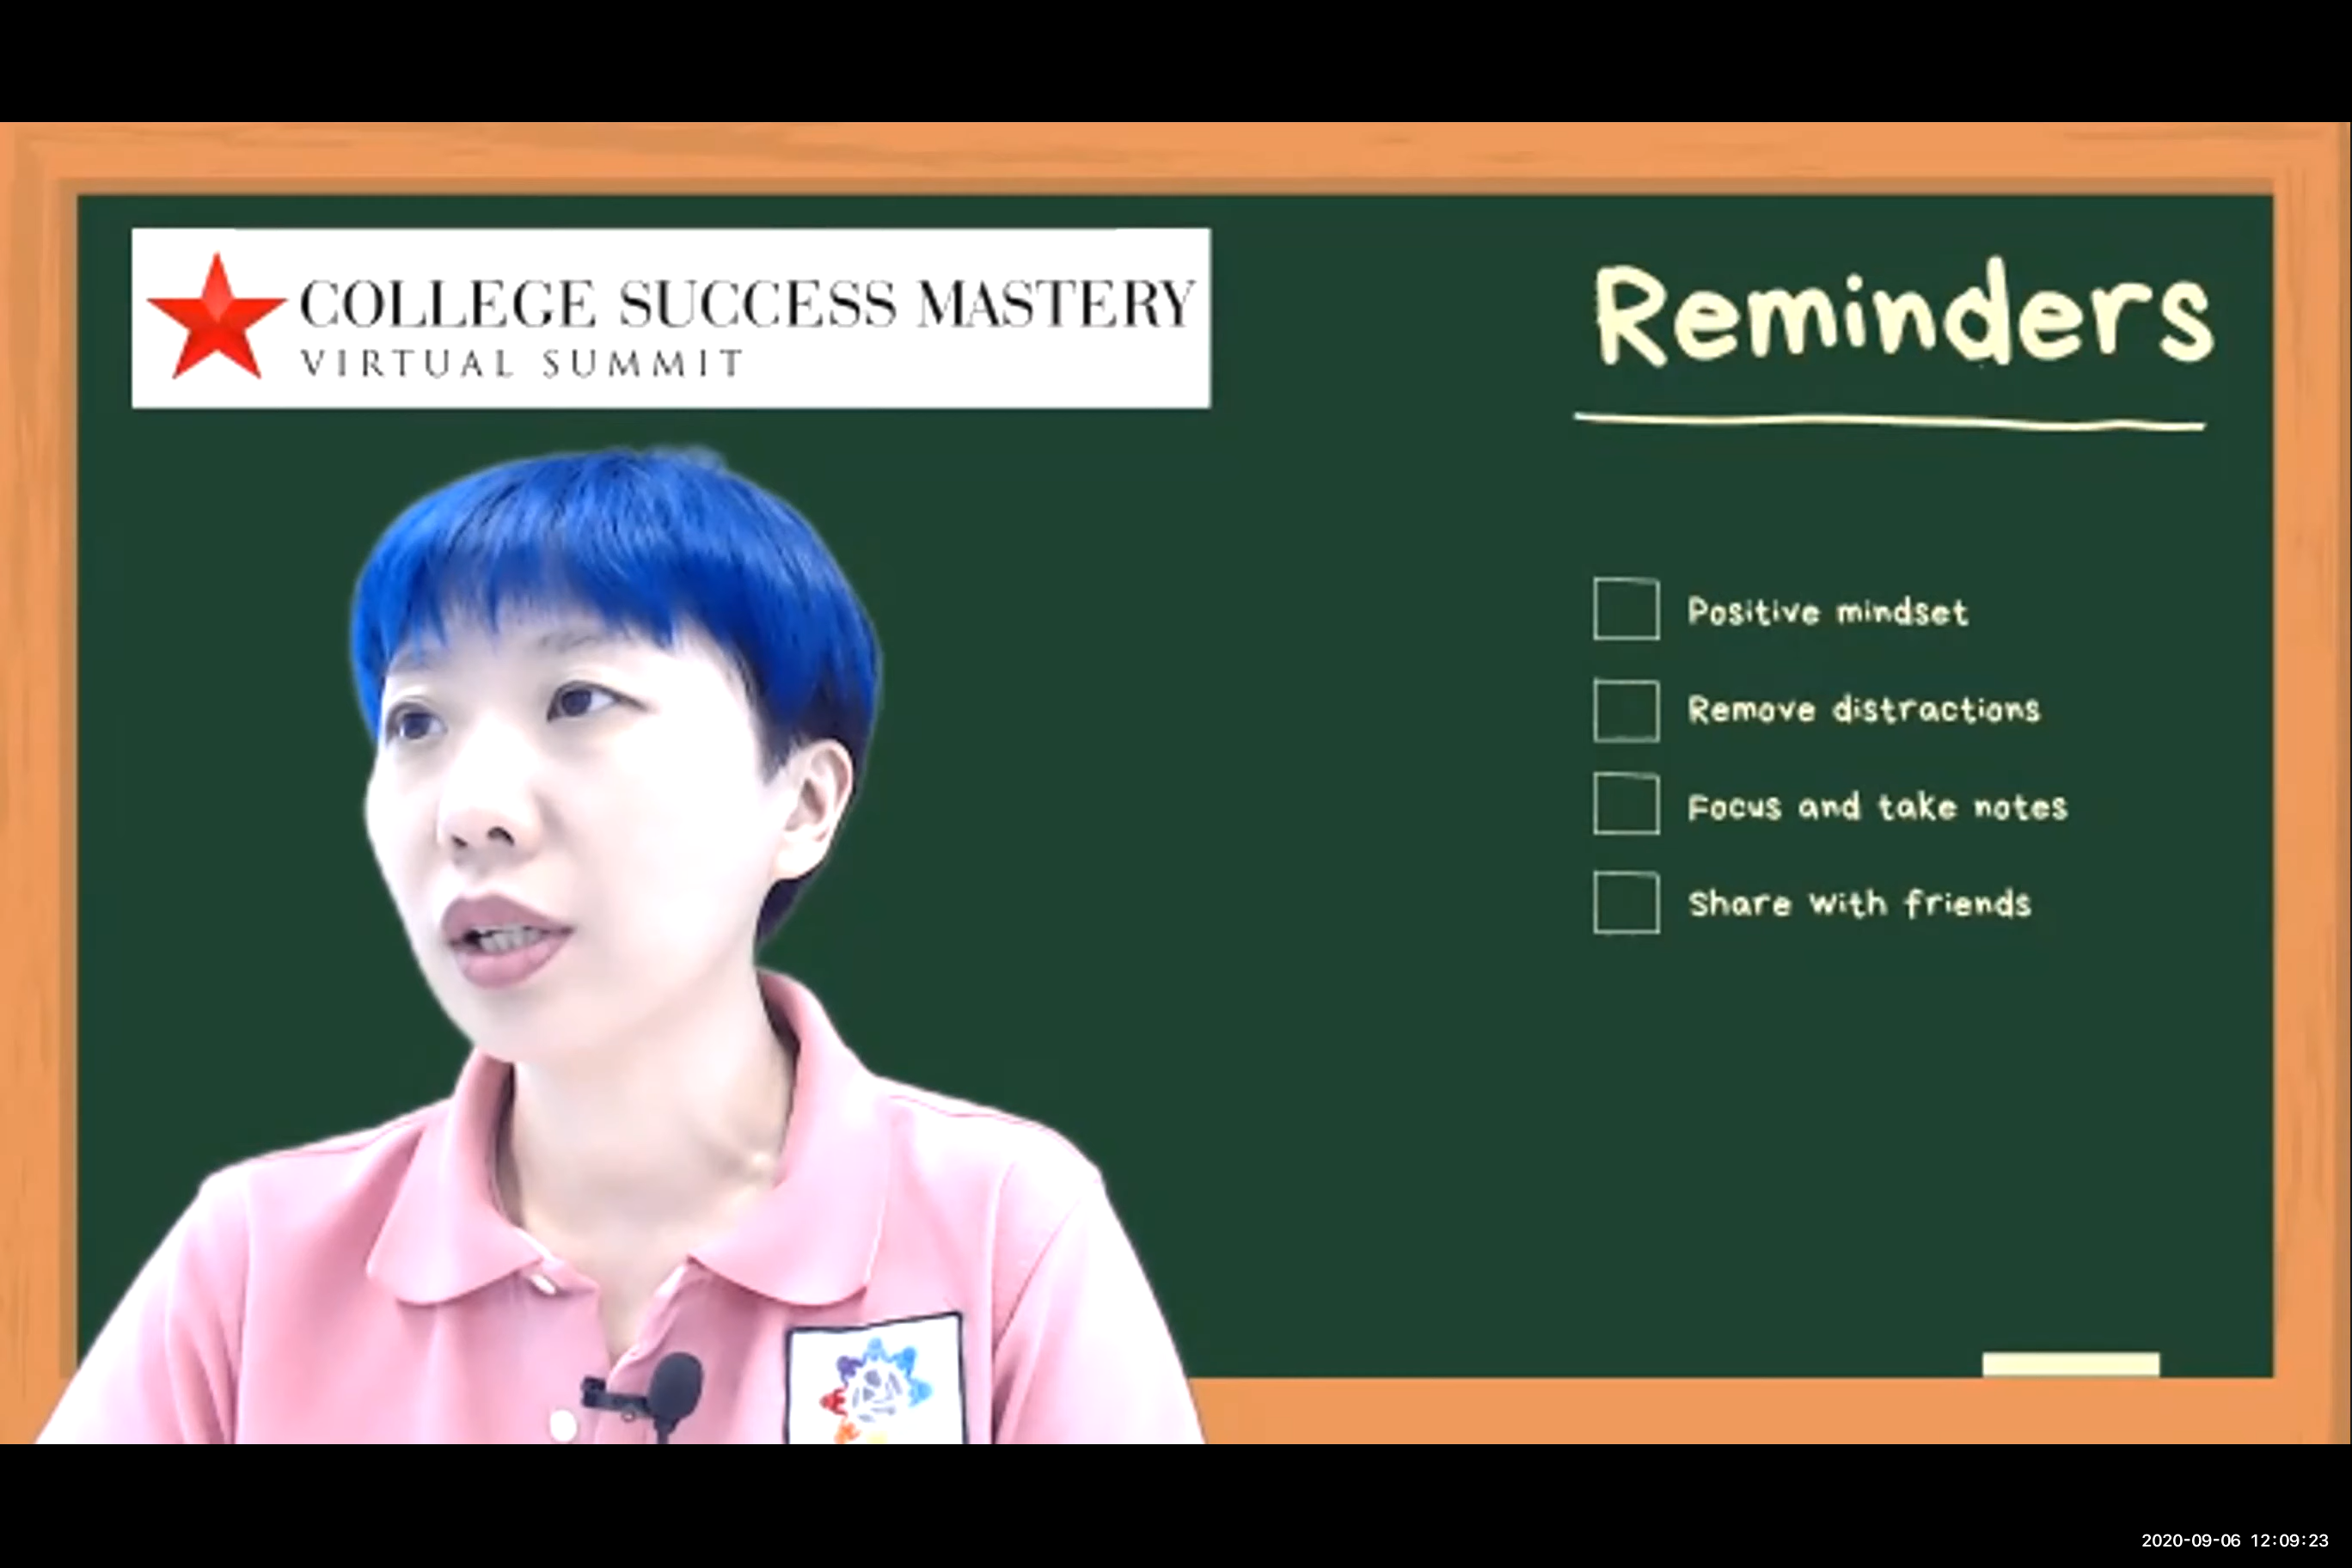 COLLEGE SUCCESS MASTERY
VIRTUAL SUMMIT
Reminders
Positive mindset
Remove distractions
Focus and take notes
Share with friends
2020-09-06 12:09:23